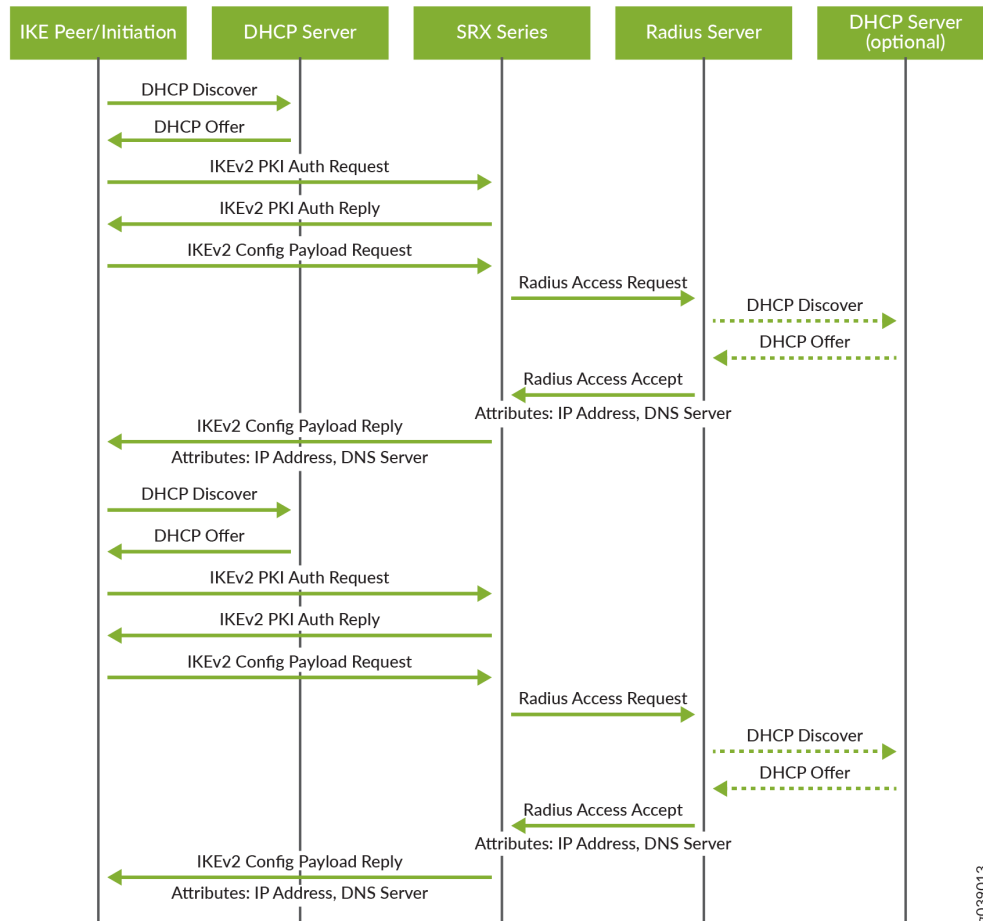 IKE Peer/Initiation
DHCP Server
SRX Series
Radius Server
DHCP Server
(optional)
DHCP Discover
DHCP Offer
IKEv2 PKI Auth Request
IKEv2 PKI Auth Reply
IKEv2 Config Payload Request
Radius Access Request
DHCP Discover
DHCP Offer
Radius Access Accept
Attributes: IP Address, DNS Server
IKEv2 Config Payload Reply
Attributes: IP Address, DNS Server
DHCP Discover
DHCP Offer
IKEv2 PKI Auth Request
IKEv2 PKI Auth Reply
IKEv2 Config Payload Request
Radius Access Request
DHCP Discover
DHCP Offer
Radius Access Accept
Attributes: IP Address, DNS Server
IKEv2 Config Payload Reply
Attributes: IP Address, DNS Server